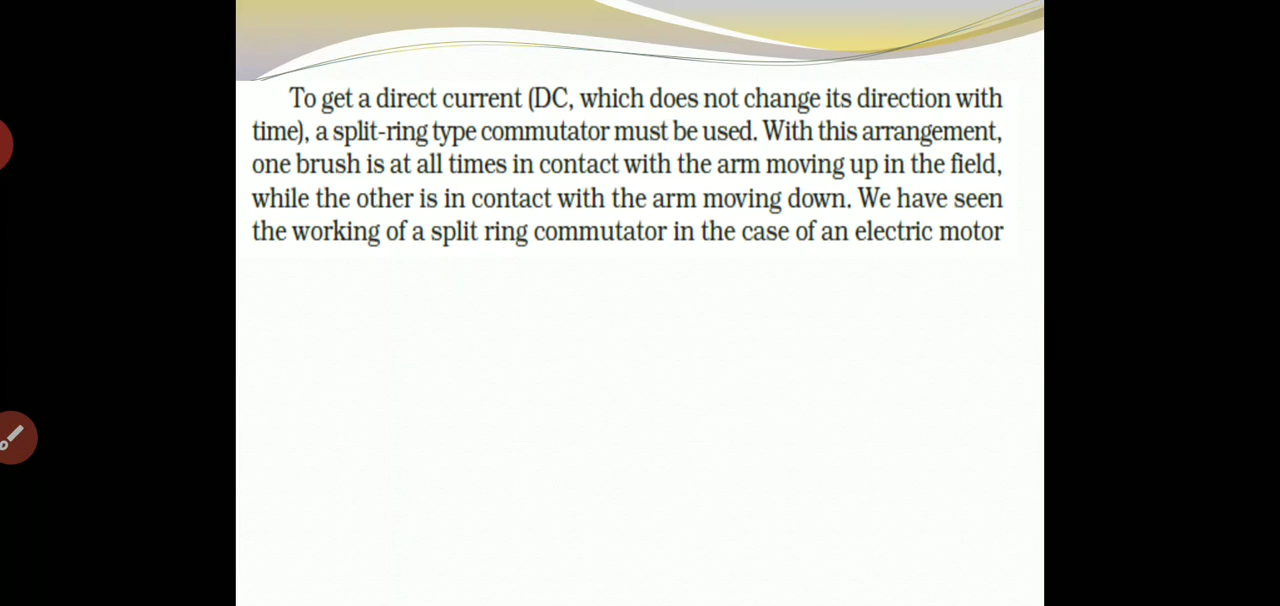 To get a direct current (DC, which does not change its direction with
time), a split-ring type commutator must be used. With this arrangement,
one brush is at all times in contact with the arm moving up in the field,
while the other is in contact with the arm moving down. We have seen
the working of a split ring commutator in the case of an electric motor